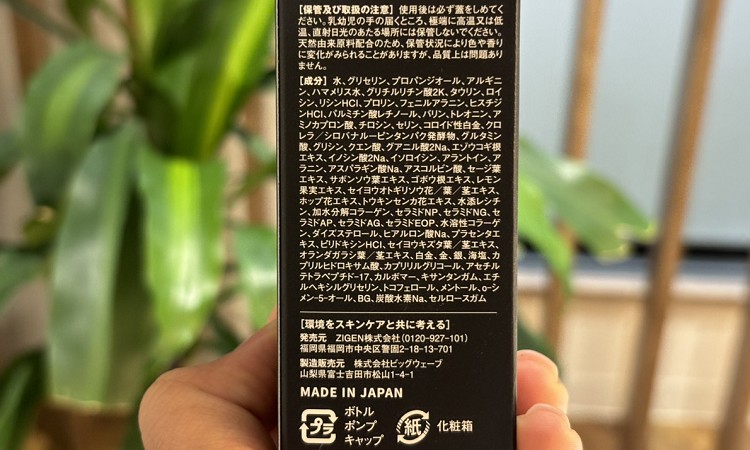 【保管及び取扱の注意】 使用後は必ず蓋をしめてく
ださい。乳幼児の手の届くところ、極端に高温又は低
温、直射日光のあたる場所には保管しないでください。
天然由来原料配合のため、保管状況により色や香り
に変化がみられることがありますが、品質上は問題あり
ません。
【成分】 水、グリセリン、プロパンジオール、アルギニ
ン、ハマメリス水、グリチルリチン酸2K、タウリン、ロイ
シン、リシンHCI、プロリン、フェニルアラニン、ヒスチジ
ンHCI、パルミチン酸レチノール、バリン、トレオニン、ア
ミノカプロン酸、チロシン、セリン、コロイド性白金、クロ
レラ／シロバナルーピンタンパク発酵物、グルタミン
酸、グリシン、クエン酸、グアニル酸2Na、エゾウコギ根
エキス、イノシン酸2Na、イソロイシン、アラントイン、ア
ラニン、アスパラギン酸Na、アスコルビン酸、セージ葉
エキス、サボンソウ葉エキス、ゴボウ根エキス、レモン
果実エキス、セイヨウオトギリソウ花／葉／茎エキス、
ホップ花エキス、トウキンセンカ花エキス、水添レシチ
ン、加水分解コラーゲン、セラミドNP、セラミドNG、セ
ラミドAP、セラミドAG、セラミドEOP、水溶性コラーゲ
ン、ダイズステロール、ヒアルロン酸Na、プラセンタエ
キス、ピリドキシンHCI、セイヨウキズタ葉／茎エキス、
オランダガラシ葉／茎エキス、白金、金、銀、海塩、カ
プリルヒドロキサム酸、カプリリルグリコール、アセチル
テトラペプチド-17、カルボマー、キサンタンガム、エチル
ヘキシルグリセリン、トコフェロール、メントール、o-シ
メン-5-オール、BG、炭酸水素Na、セルロースガム
【環境をスキンケアと共に考える】
発売元 ZIGEN株式会社（0120-927-101）
福岡県福岡市中央区警固2-18-13-701
製造販売元 株式会社ビッグウェーブ
山梨県富士吉田市松山1-4-1
MADE IN JAPAN
プラ ボトル
ポンプ
キャップ
紙 化粧箱